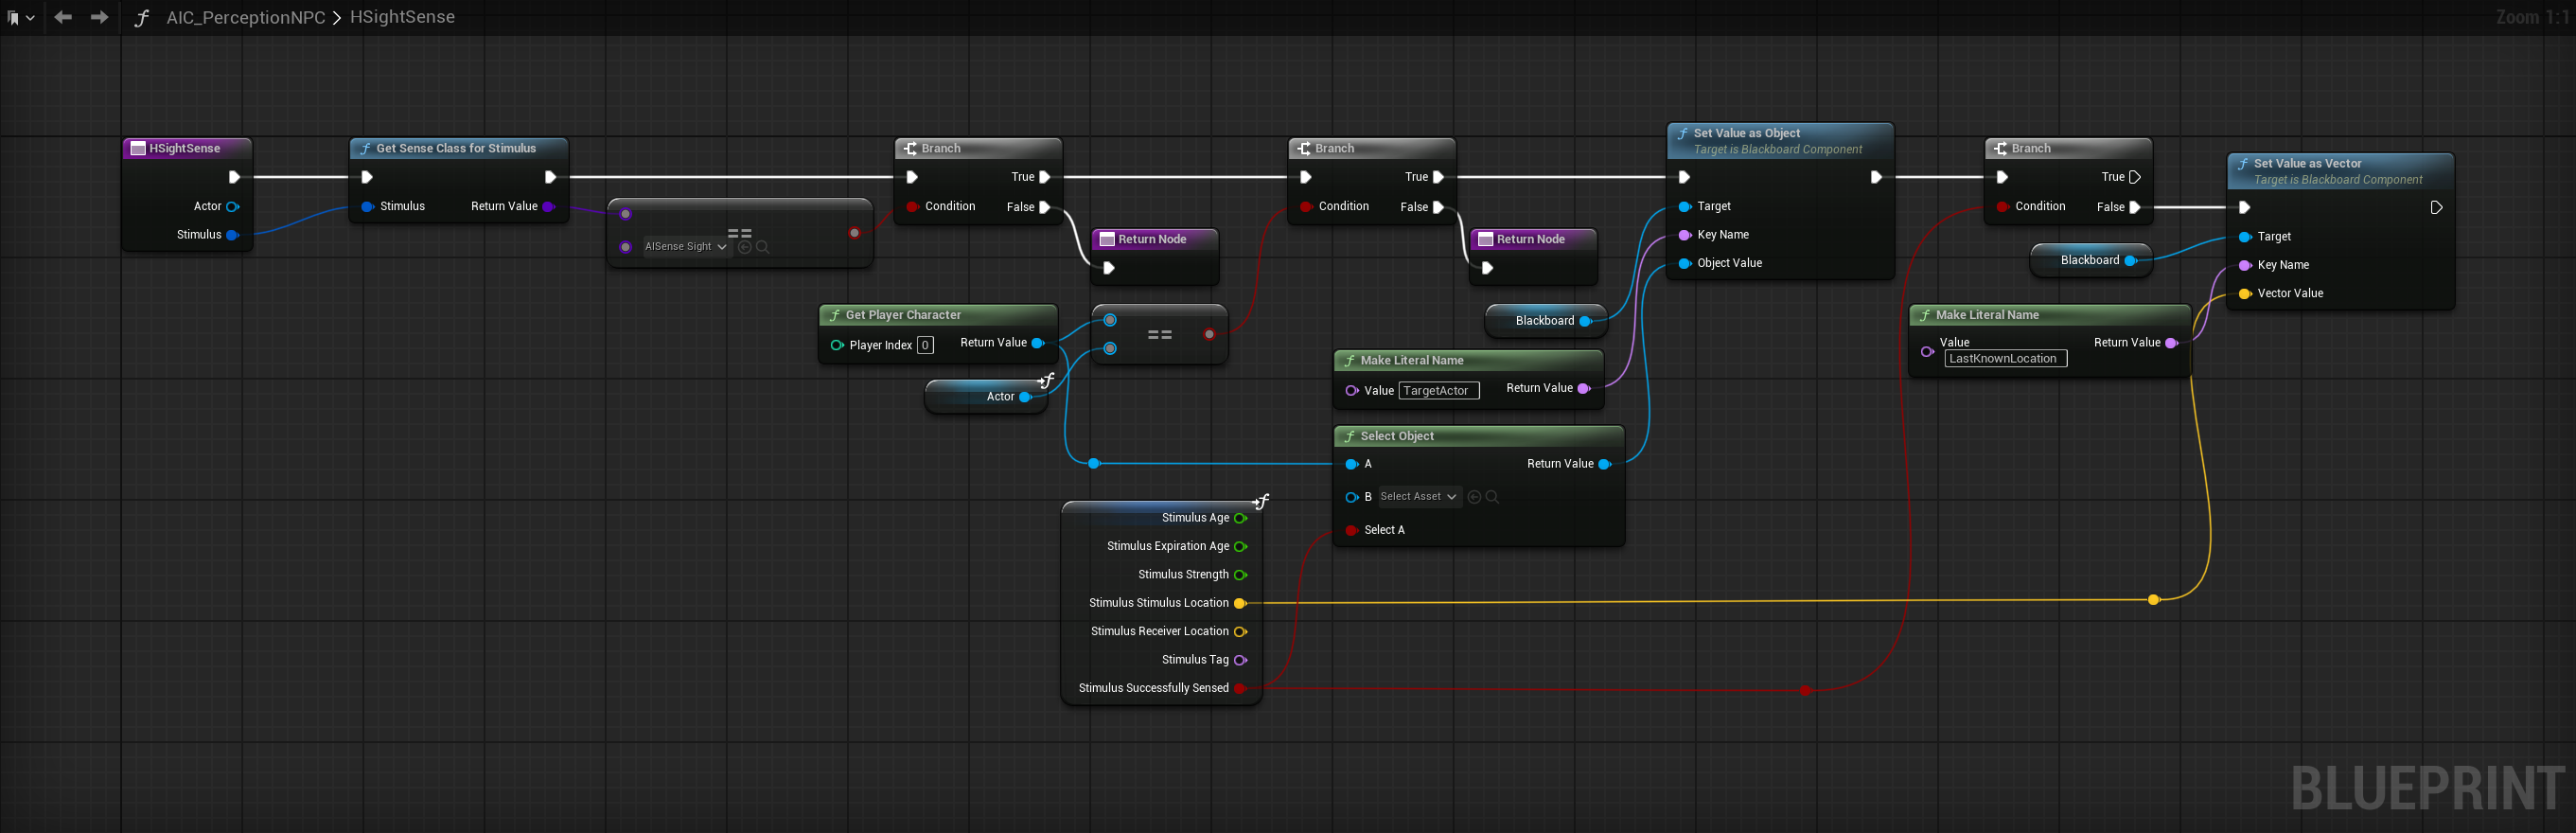 AIC_PerceptionNPC > HSightSense
Zoom 1:1
HSightSense
Actor
Stimulus
Get Sense Class for Stimulus
Stimulus
Return Value
==
AISense Sight
Branch
True
Condition
False
Return Node
Get Player Character
Player Index 0
Return Value
Actor
==
Branch
True
Condition
False
Return Node
Blackboard
Make Literal Name
Value TargetActor
Return Value
Select Object
A
Return Value
B Select Asset
Select A
Stimulus Age
Stimulus Expiration Age
Stimulus Strength
Stimulus Stimulus Location
Stimulus Receiver Location
Stimulus Tag
Stimulus Successfully Sensed
Set Value as Object
Target is Blackboard Component
Target
Key Name
Object Value
Branch
True
Condition
False
Blackboard
Make Literal Name
Value
LastKnownLocation
Return Value
Set Value as Vector
Target is Blackboard Component
Target
Key Name
Vector Value
BLUEPRINT